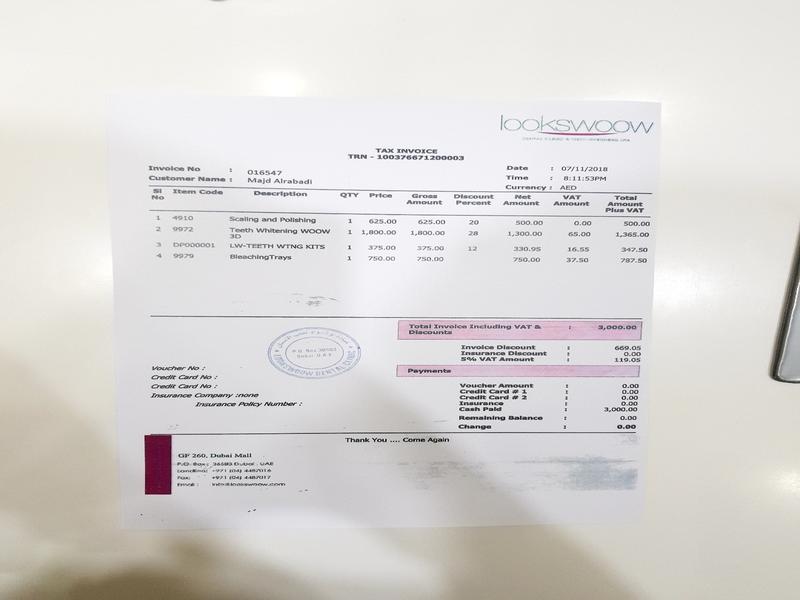 lookswoow
DENTAL CLINIC & TEETH WHITENING SPA
TAX INVOICE
TRN - 100376671200003
Invoice No : 016547
Customer Name : Majd Alrabadi
Date : 07/11/2018
Time : 8:11:53PM
Currency : AED
Sl No Item Code Description QTY Price Gross Amount Discount Percent Net Amount VAT Amount Total Amount Plus VAT
1 4910 Scaling and Polishing 1 625.00 625.00 20 500.00 0.00 500.00
2 9972 Teeth Whitening WOOW 3D 1 1,800.00 1,800.00 28 1,300.00 65.00 1,365.00
3 DP000001 LW-TEETH WTNG KITS 1 375.00 375.00 12 330.95 16.55 347.50
4 9979 BleachingTrays 1 750.00 750.00 750.00 37.50 787.50
Total Invoice Including VAT & Discounts : 3,000.00
Invoice Discount : 669.05
Insurance Discount : 0.00
5% VAT Amount : 119.05
Payments
Voucher Amount : 0.00
Credit Card # 1 : 0.00
Credit Card # 2 : 0.00
Insurance : 0.00
Cash Paid : 3,000.00
Remaining Balance : 0.00
Change : 0.00
Voucher No :
Credit Card No :
Credit Card No :
Insurance Company :none
Insurance Policy Number :
Dubai U.A.E
LOOKSWOOW DENTAL CLINIC
Thank You .... Come Again
GF 260, Dubai Mall
P.O. Box: 36583 Dubai - UAE
Landline: +971 (04) 4487016
Fax: +971 (04) 4487017
Email : info@lookswoow.com